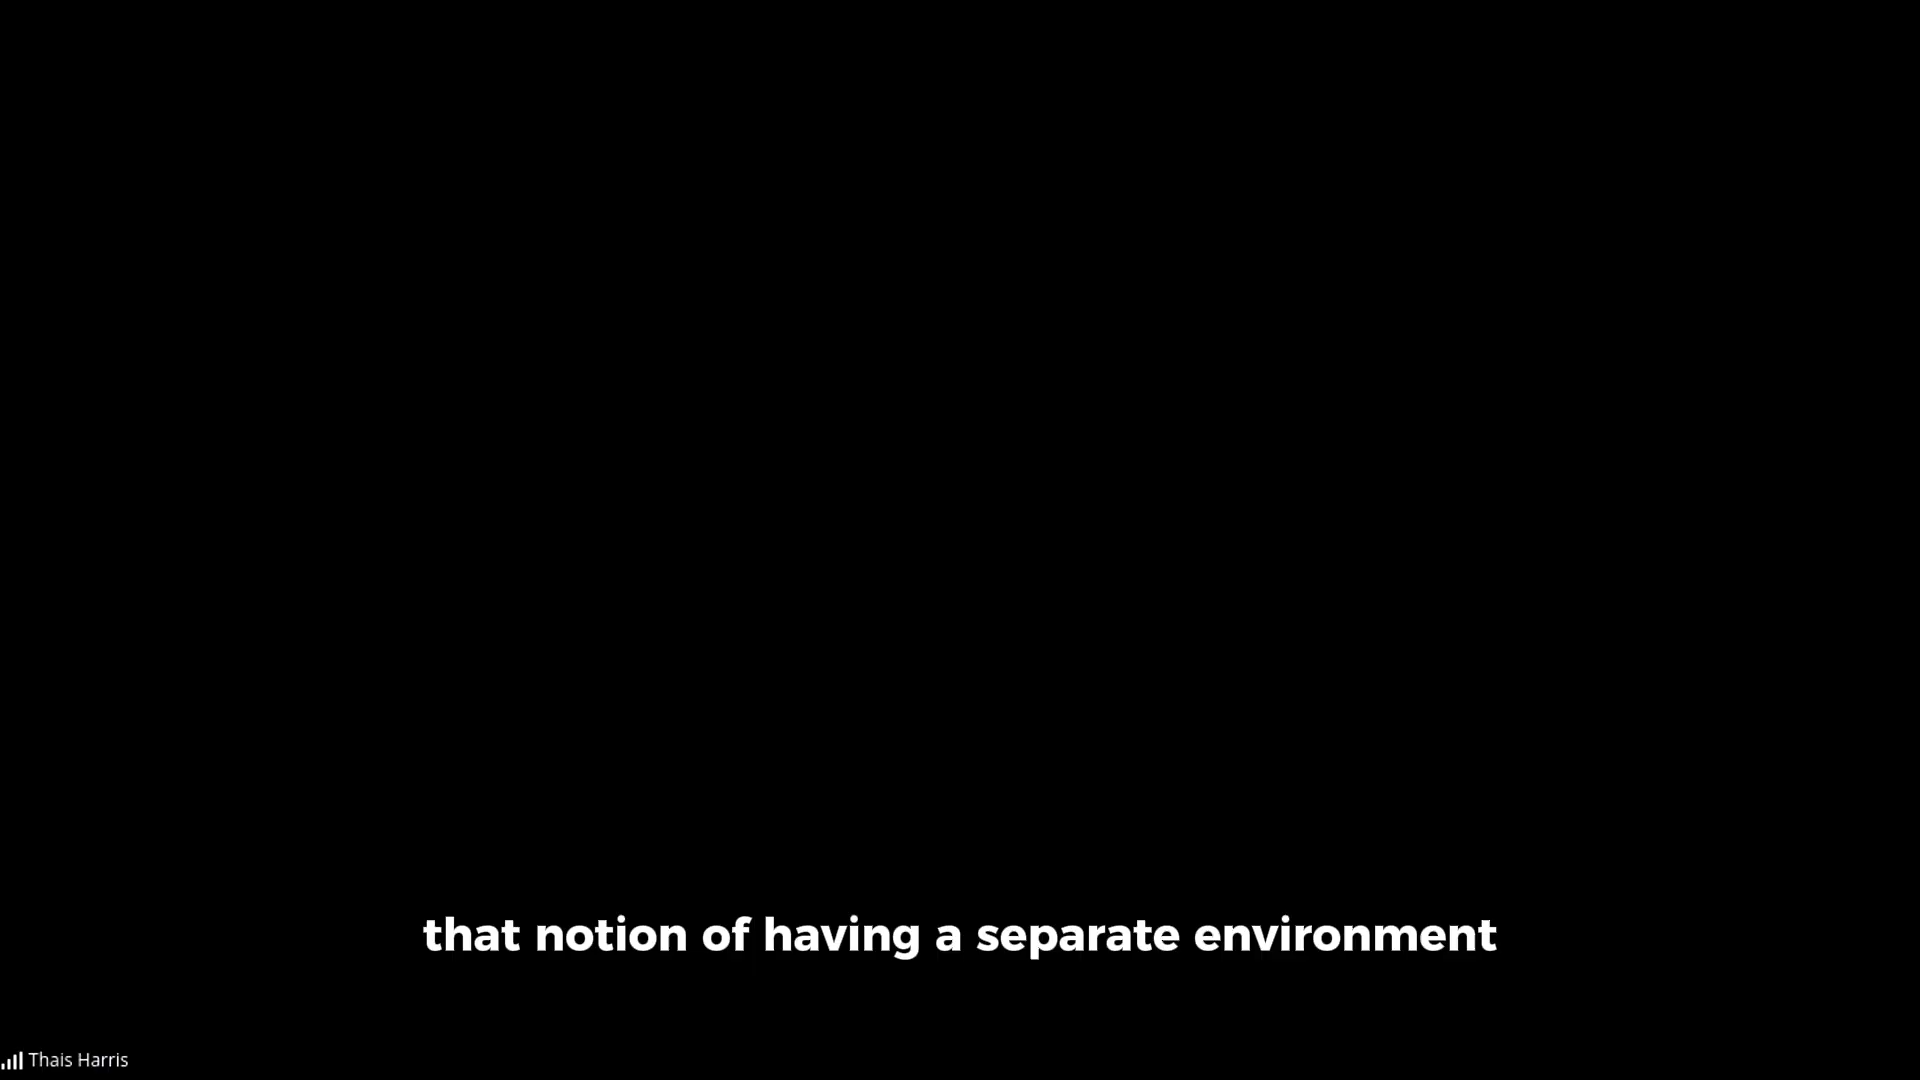 that notion of having a separate environment
Thais Harris